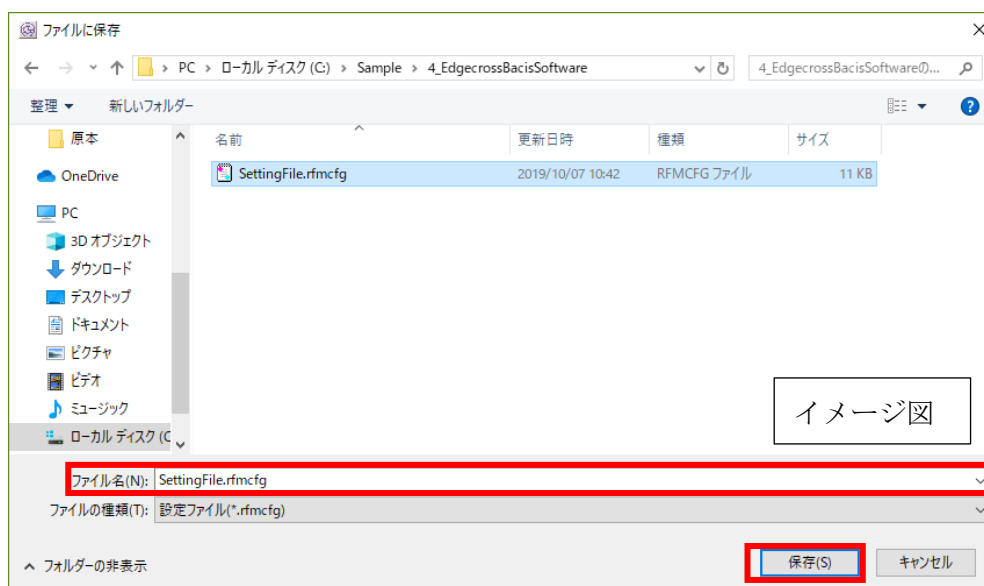 ファイルに保存
PC › ローカル ディスク (C:) › Sample › 4_EdgecrossBacisSoftware
4_EdgecrossBacisSoftwareの...
整理 新しいフォルダー
名前 更新日時 種類 サイズ
SettingFile.rfmcfg 2019/10/07 10:42 RFMCFG ファイル 11 KB
原本
OneDrive
PC
3D オブジェクト
ダウンロード
デスクトップ
ドキュメント
ピクチャ
ビデオ
ミュージック
ローカル ディスク (C
イメージ図
ファイル名(N): SettingFile.rfmcfg
ファイルの種類(T): 設定ファイル(*.rfmcfg)
フォルダーの非表示
保存(S) キャンセル